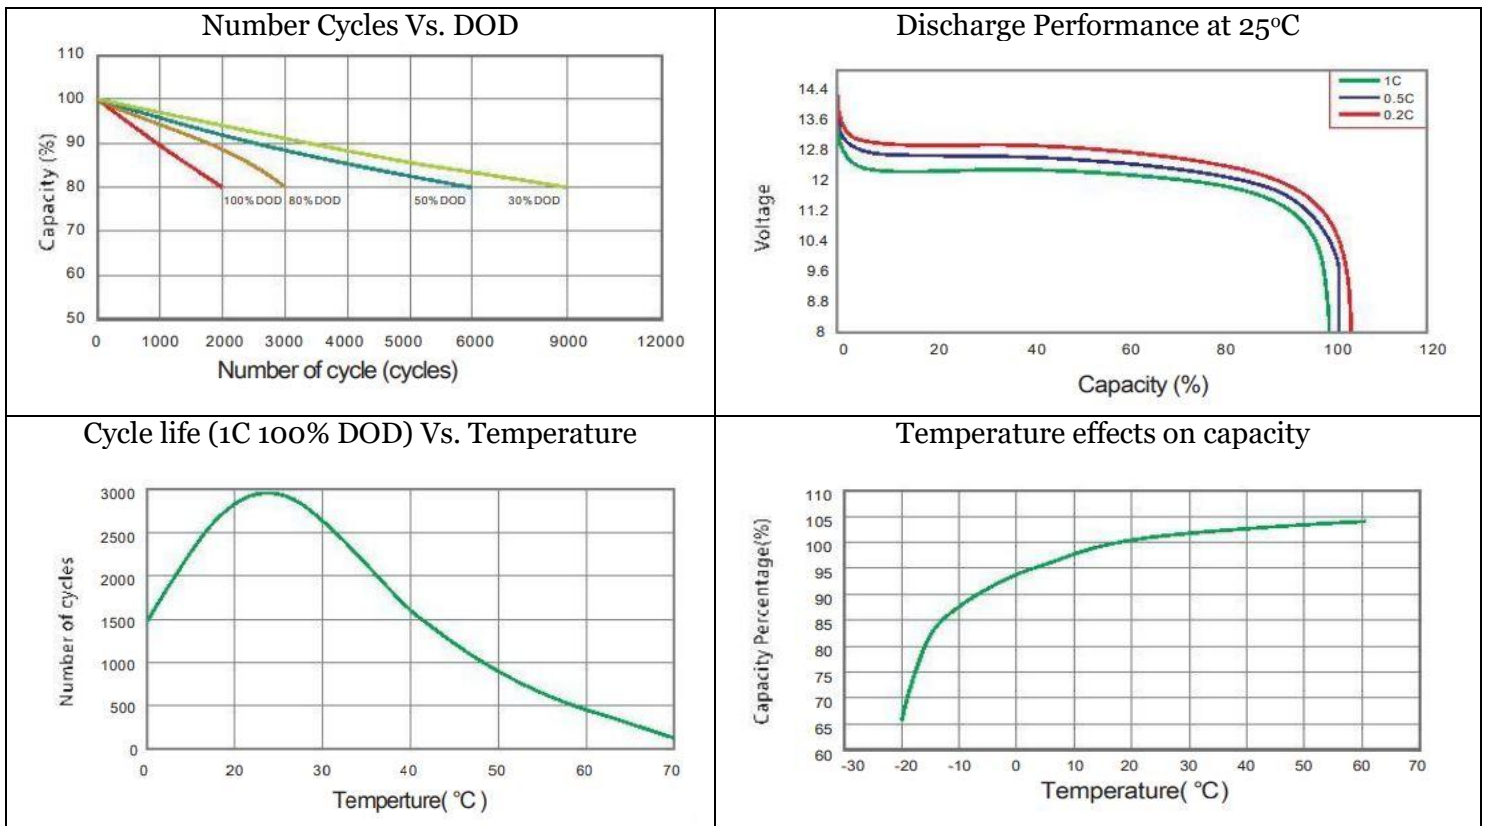 Number Cycles Vs. DOD
110
100
90
80
70
60
50
Capacity (%)
100%DOD
80%DOD
50%DOD
30%DOD
0 1000 2000 3000 4000 5000 6000 9000 12000
Number of cycle (cycles)
Discharge Performance at 25ºC
1C
0.5C
0.2C
14.4
13.6
12.8
12
11.2
10.4
9.6
8.8
8
Voltage
0 20 40 60 80 100 120
Capacity (%)
Cycle life (1C 100% DOD) Vs. Temperature
3000
2500
2000
1500
1000
500
0
Number of cycles
0 20 30 40 50 60 70
Temperture( °C )
Temperature effects on capacity
110
105
100
95
90
85
80
75
70
65
60
Capacity Percentage(%)
-30 -20 -10 0 10 20 30 40 50 60 70
Temperature( °C)